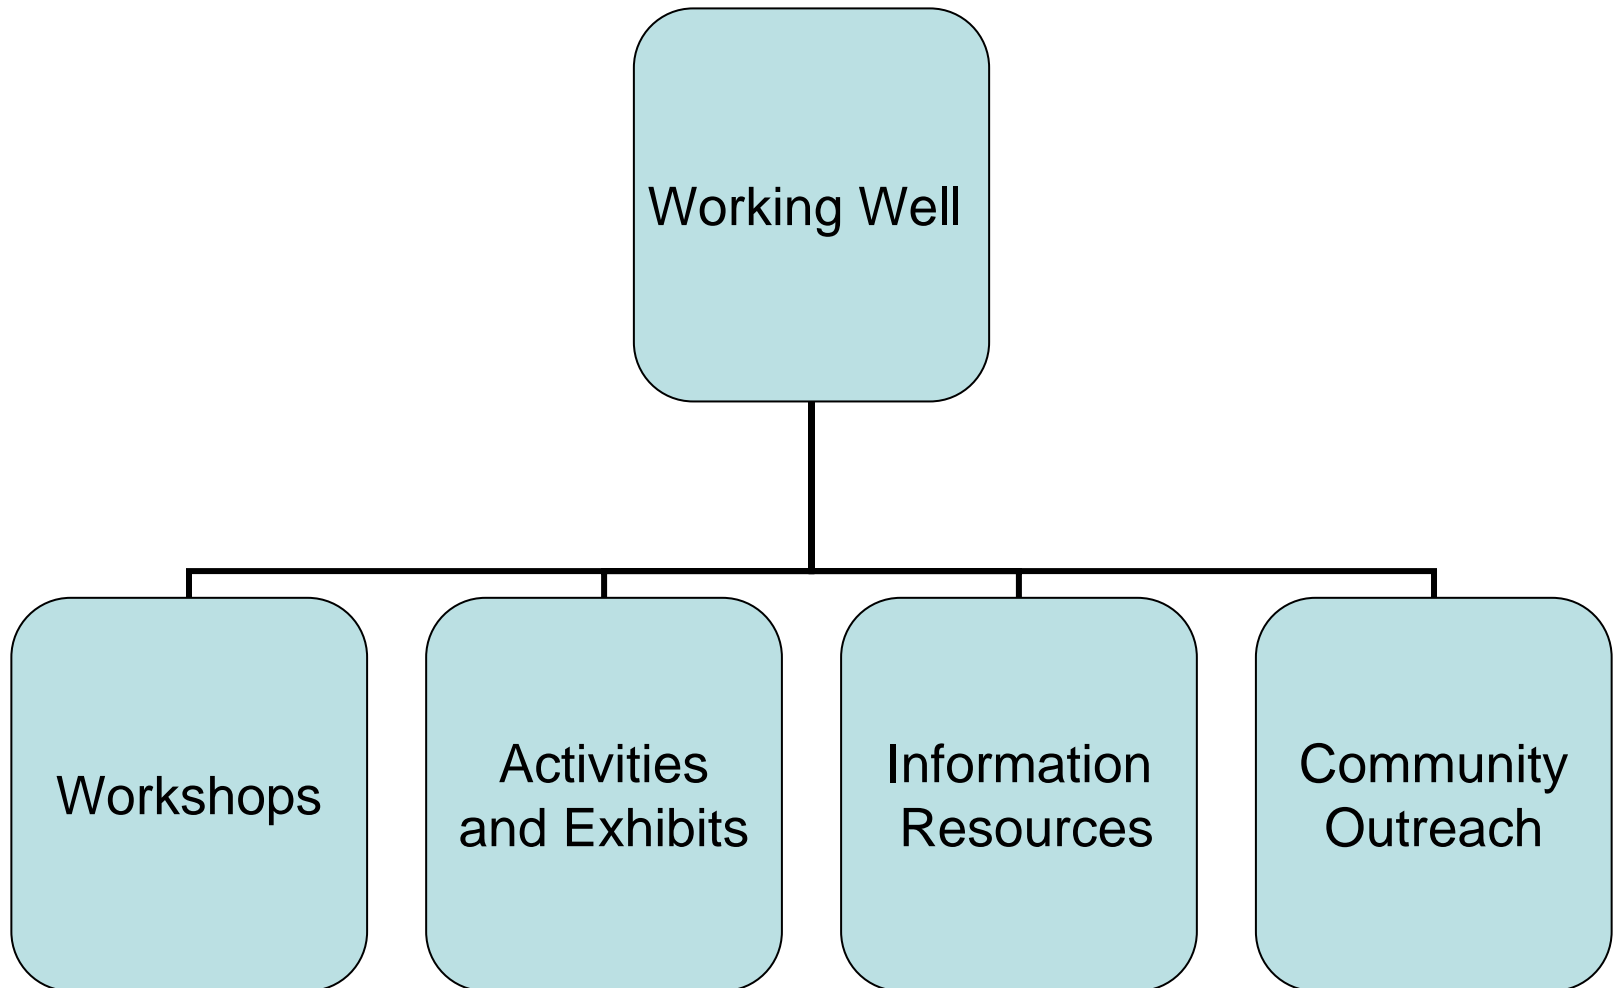 Working Well
Workshops
Activities
and Exhibits
Information
Resources
Community
Outreach